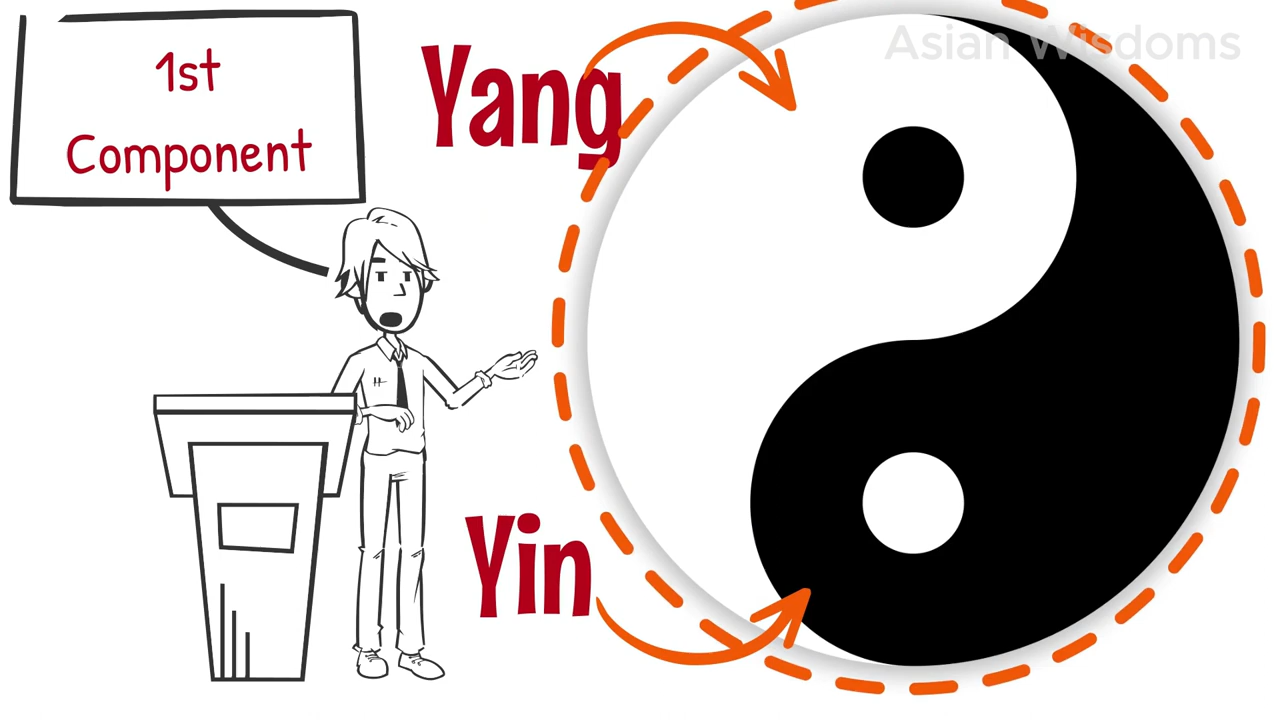 1st
Component
Yang
Asian Wisdoms
Yin